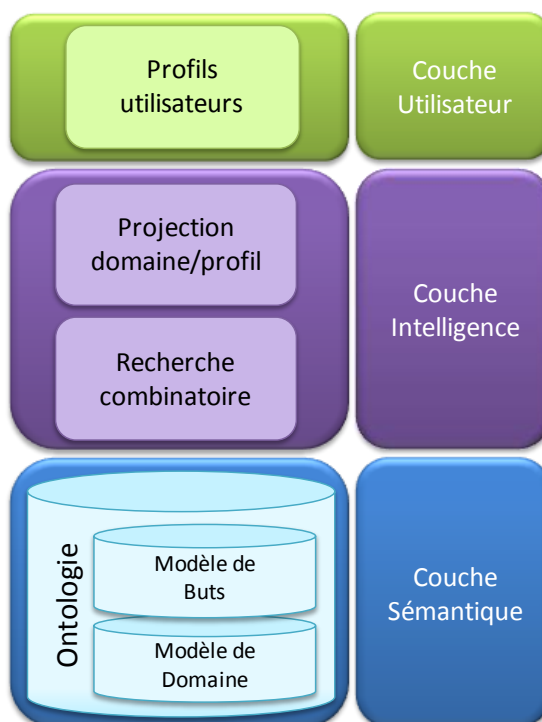 Profils
utilisateurs
Couche
Utilisateur
Projection
domaine/profil
Recherche
combinatoire
Couche
Intelligence
Ontologie
Modèle de
Buts
Modèle de
Domaine
Couche
Sémantique